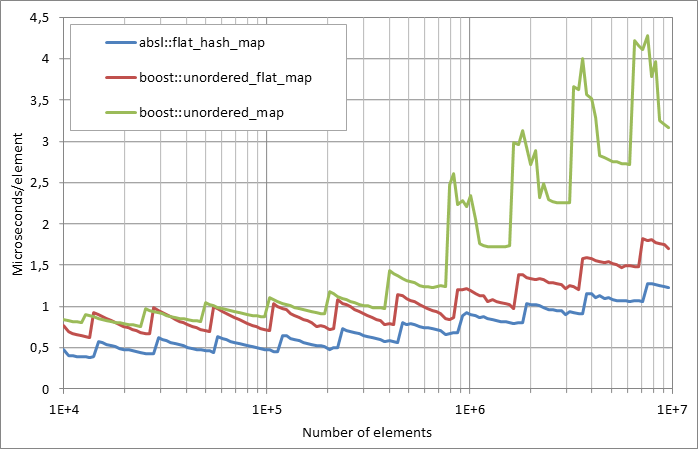 4,5
4
3,5
3
2,5
2
1,5
1
0,5
0
Microseconds/element
absl::flat_hash_map
boost::unordered_flat_map
boost::unordered_map
1E+4 1E+5 1E+6 1E+7
Number of elements